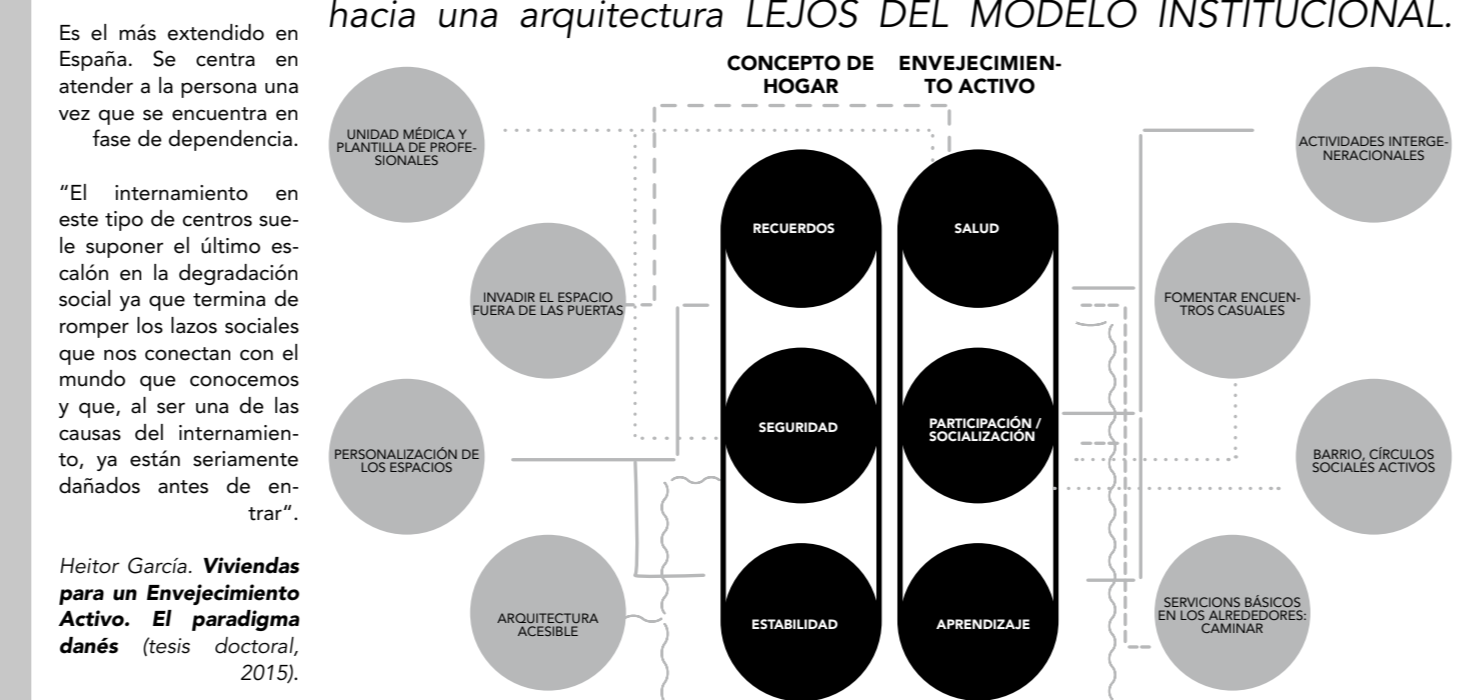 hacia una arquitectura LEJOS DEL MODELO INSTITUCIONAL.
Es el más extendido en
España. Se centra en
atender a la persona una
vez que se encuentra en
fase de dependencia.
“El internamiento en
este tipo de centros sue-
le suponer el último es-
calón en la degradación
social ya que termina de
romper los lazos sociales
que nos conectan con el
mundo que conocemos
y que, al ser una de las
causas del internamien-
to, ya están seriamente
dañados antes de en-
trar“.
Heitor García. Viviendas
para un Envejecimiento
Activo. El paradigma
danés (tesis doctoral,
2015).
CONCEPTO DE
HOGAR
ENVEJECIMIEN-
TO ACTIVO
UNIDAD MÉDICA Y
PLANTILLA DE PROFE-
SIONALES
INVADIR EL ESPACIO
FUERA DE LAS PUERTAS
PERSONALIZACIÓN DE
LOS ESPACIOS
ARQUITECTURA
ACESIBLE
RECUERDOS
SEGURIDAD
ESTABILIDAD
SALUD
PARTICIPACIÓN /
SOCIALIZACIÓN
APRENDIZAJE
ACTIVIDADES INTERGE-
NERACIONALES
FOMENTAR ENCUEN-
TROS CASUALES
BARRIO, CÍRCULOS
SOCIALES ACTIVOS
SERVICIONS BÁSICOS
EN LOS ALREDEDORES:
CAMINAR